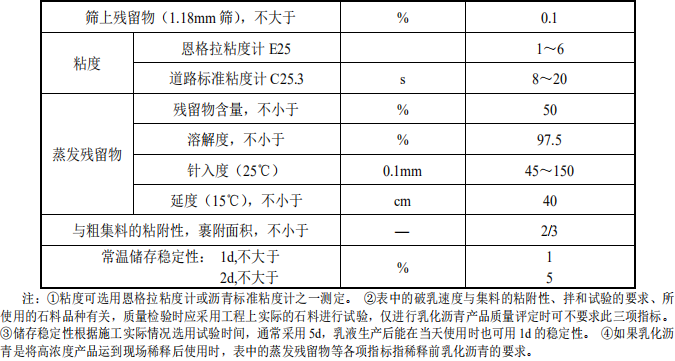 筛上残留物（1.18mm 筛），不大于 % 0.1
粘度 恩格拉粘度计 E25 1～6
道路标准粘度计 C25.3 s 8～20
蒸发残留物 残留物含量，不小于 % 50
溶解度，不小于 % 97.5
针入度（25℃） 0.1mm 45～150
延度（15℃），不小于 cm 40
与粗集料的粘附性，裹附面积，不小于 — 2/3
常温储存稳定性： 1d,不大于 % 1
2d,不大于 5
注：①粘度可选用恩格拉粘度计或沥青标准粘度计之一测定。 ②表中的破乳速度与集料的粘附性、拌和试验的要求、所
使用的石料品种有关，质量检验时应采用工程上实际的石料进行试验，仅进行乳化沥青产品质量评定时可不要求此三项指标。
③储存稳定性根据施工实际情况选用试验时间，通常采用 5d，乳液生产后能在当天使用时也可用 1d 的稳定性。 ④如果乳化沥
青是将高浓度产品运到现场稀释后使用时，表中的蒸发残留物等各项指标指稀释前乳化沥青的要求。